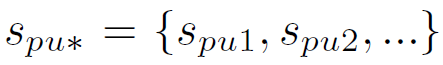 s_{pu*} = \{s_{pu1}, s_{pu2}, ...\}